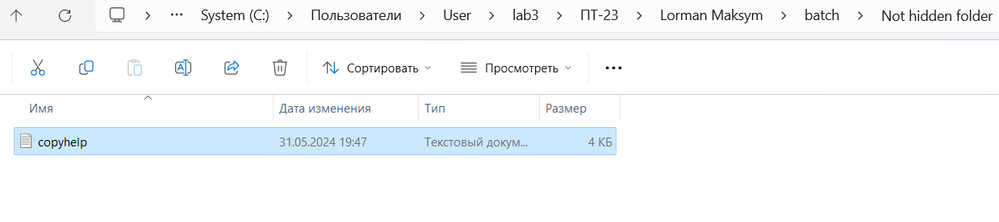 ··· System (C:) > Пользователи > User > lab3 > ПТ-23 > Lorman Maksym > batch > Not hidden folder
Сортировать Просмотреть ···
Имя Дата изменения Тип Размер
copyhelp 31.05.2024 19:47 Текстовый докум... 4 КБ